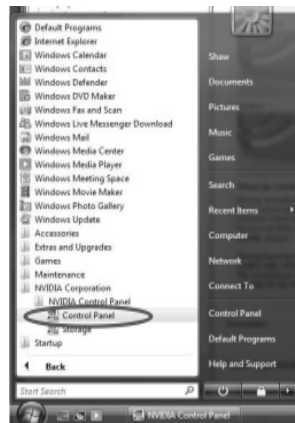 Default Programs
Internet Explorer
Windows Calendar
Windows Contacts
Windows Defender
Windows DVD Maker
Windows Fax and Scan
Windows Live Messenger Download
Windows Mail
Windows Media Center
Windows Media Player
Windows Meeting Space
Windows Movie Maker
Windows Photo Gallery
Windows Update
Accessories
Extras and Upgrades
Games
Maintenance
NVIDIA Corporation
NVIDIA Control Panel
Control Panel
Storage
Startup
Back
Start Search
Shaw
Documents
Pictures
Music
Games
Search
Recent Items
Computer
Network
Connect To
Control Panel
Default Programs
Help and Support
NVIDIA Control Panel